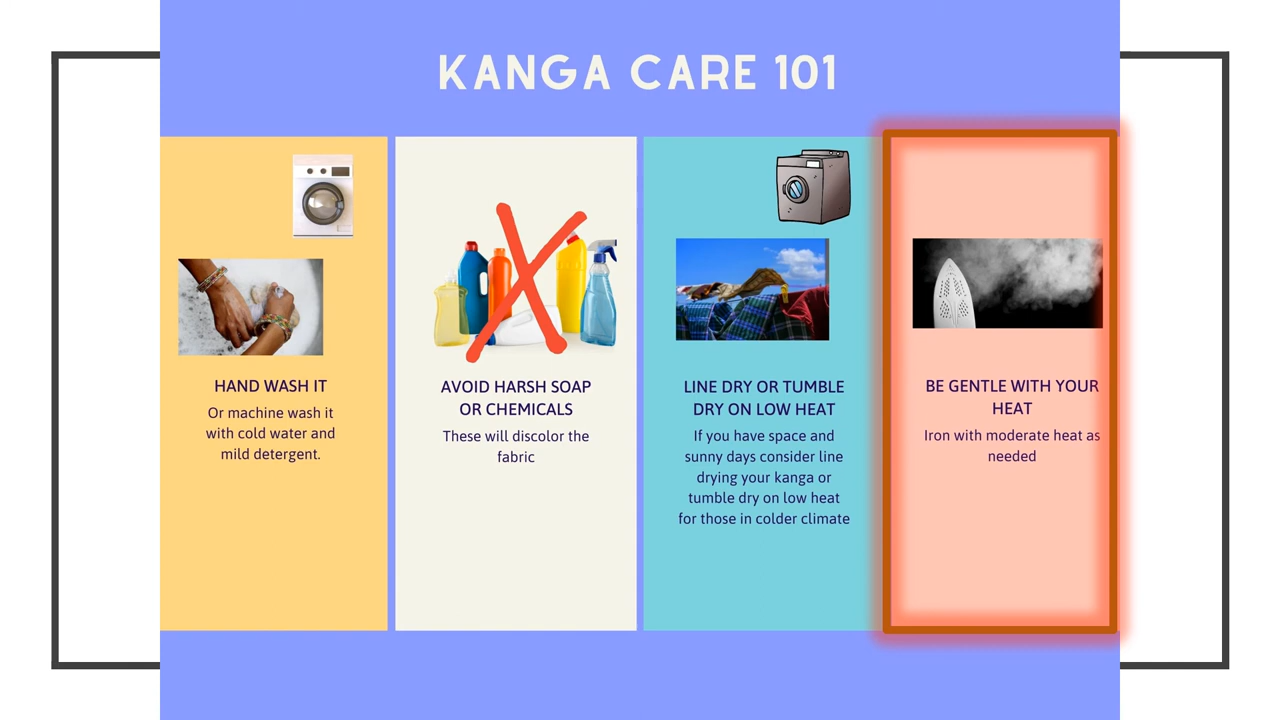 KANGA CARE 101
HAND WASH IT
Or machine wash it
with cold water and
mild detergent.
AVOID HARSH SOAP
OR CHEMICALS
These will discolor the
fabric
LINE DRY OR TUMBLE
DRY ON LOW HEAT
If you have space and
sunny days consider line
drying your kanga or
tumble dry on low heat
for those in colder climate
BE GENTLE WITH YOUR
HEAT
Iron with moderate heat as
needed